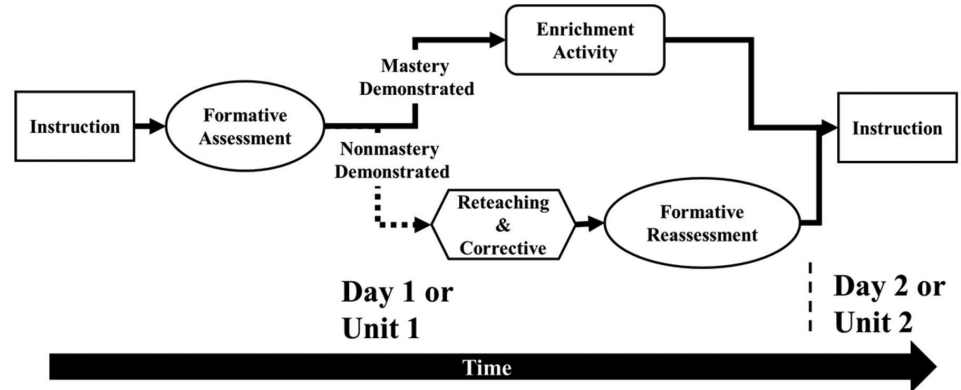 Enrichment
Activity
Mastery
Demonstrated
Instruction
Formative
Assessment
Instruction
Nonmastery
Demonstrated
Reteaching
&
Corrective
Formative
Reassessment
Day 1 or
Unit 1
Day 2 or
Unit 2
Time